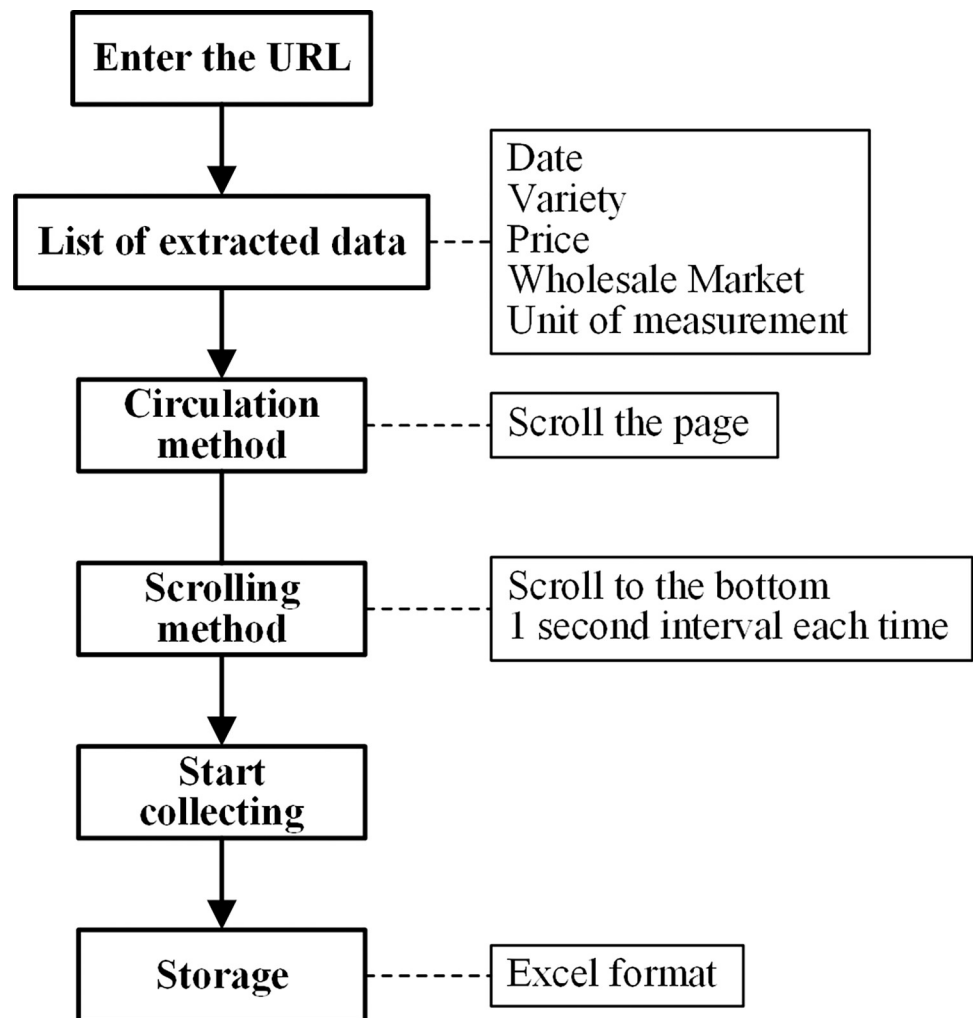 Enter the URL
List of extracted data
Date
Variety
Price
Wholesale Market
Unit of measurement
Circulation
method
Scroll the page
Scrolling
method
Scroll to the bottom
1 second interval each time
Start
collecting
Storage
Excel format